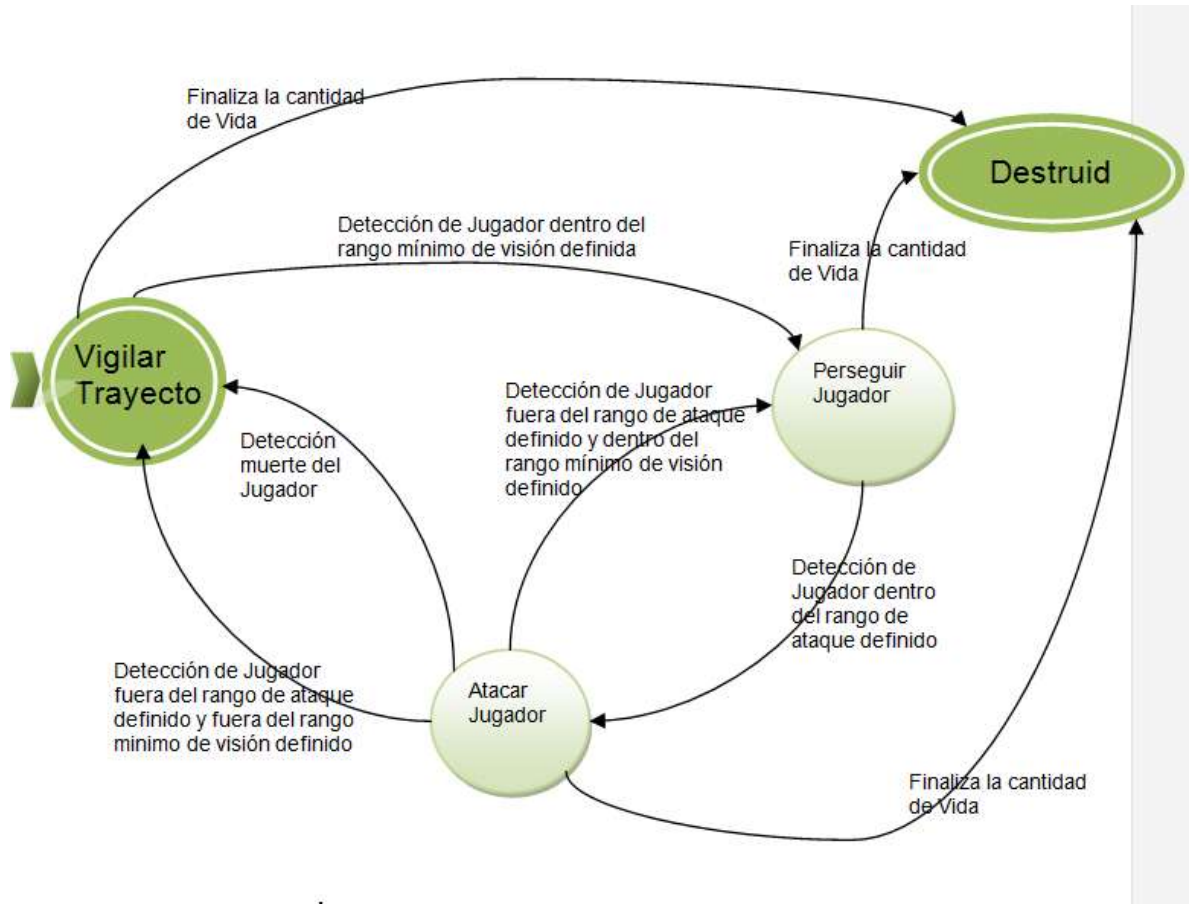 Finaliza la cantidad
de Vida
Destruid
Detección de Jugador dentro del
rango mínimo de visión definida
Finaliza la cantidad
de Vida
Vigilar
Trayecto
Perseguir
Jugador
Detección de Jugador
fuera del rango de ataque
definido y dentro del
rango mínimo de visión
definido
Detección
muerte del
Jugador
Detección de
Jugador dentro
del rango de
ataque definido
Detección de Jugador
fuera del rango de ataque
definido y fuera del rango
minimo de visión definido
Atacar
Jugador
Finaliza la cantidad
de Vida